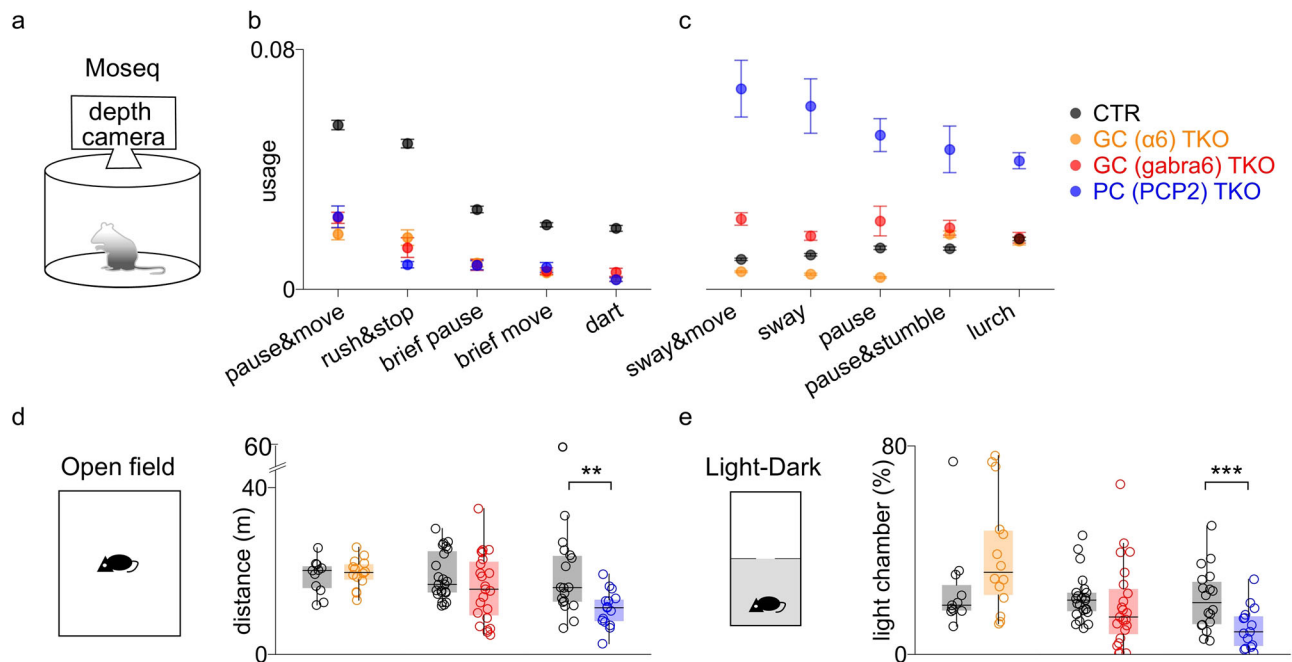 a
b
c
Moseq
depth
camera
0.08
usage
0
pause&move
rush&stop
brief pause
brief move
dart
sway&move
sway
pause
pause&stumble
lurch
CTR
GC (α6) TKO
GC (gabra6) TKO
PC (PCP2) TKO
d
e
Open field
60
40
distance (m)
0
**
Light-Dark
80
light chamber (%)
0
***